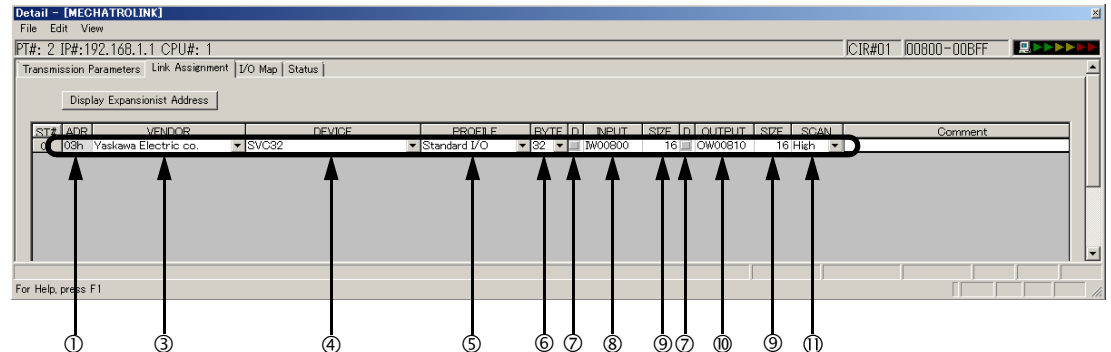 Detail - [MECHATROLINK]
File Edit View
PT#: 2 IP#:192.168.1.1 CPU#: 1 CIR#01 00800-00BFF
Transmission Parameters Link Assignment I/O Map Status
Display Expansionist Address
ST# ADR VENDOR DEVICE PROFILE BYTE D INPUT SIZE D OUTPUT SIZE SCAN Comment
03h Yaskawa Electric co. SVC32 Standard I/O 32 IW00800 16 OW00810 16 High
For Help, press F1
① ③ ④ ⑤ ⑥ ⑦ ⑧ ⑨ ⑦ ⑩ ⑨ ⑪